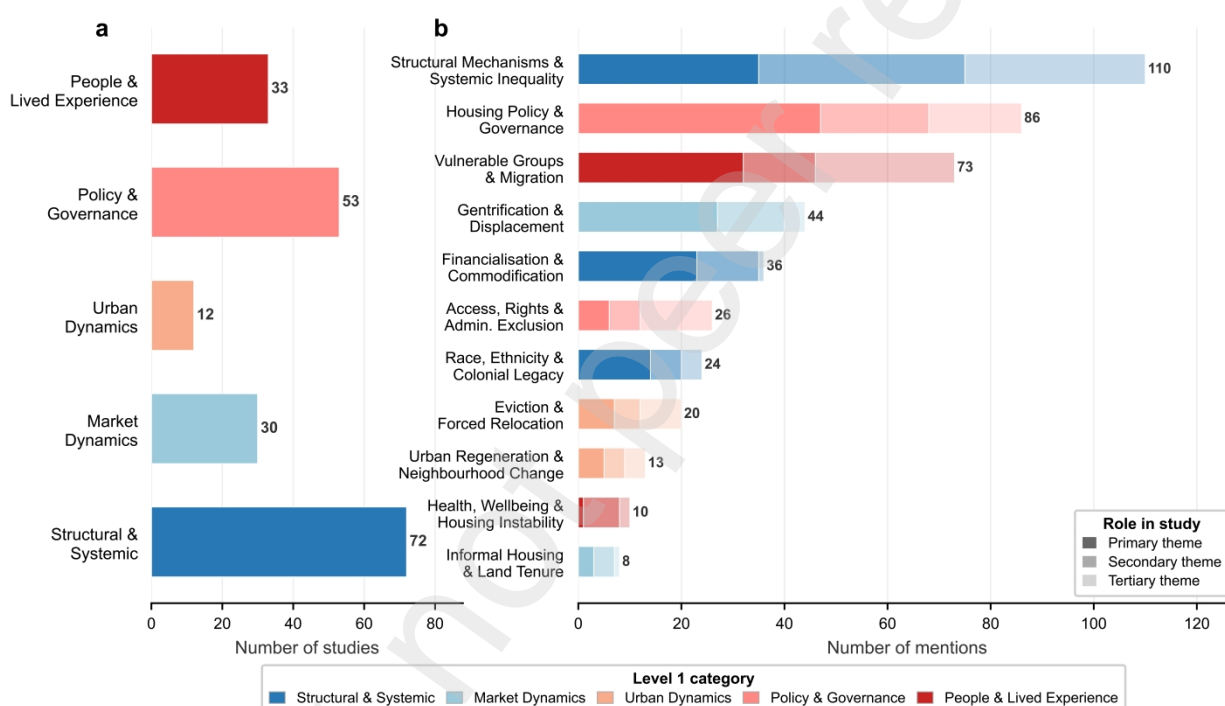 a
People &
Lived Experience
33
Policy &
Governance
53
Urban
Dynamics
12
Market
Dynamics
30
Structural &
Systemic
72
0 20 40 60 80
Number of studies
b
Structural Mechanisms &
Systemic Inequality
110
Housing Policy &
Governance
86
Vulnerable Groups
& Migration
73
Gentrification &
Displacement
44
Financialisation &
Commodification
36
Access, Rights &
Admin. Exclusion
26
Race, Ethnicity &
Colonial Legacy
24
Eviction &
Forced Relocation
20
Urban Regeneration &
Neighbourhood Change
13
Health, Wellbeing &
Housing Instability
10
Informal Housing
& Land Tenure
8
0 20 40 60 80 100 120
Number of mentions
Role in study
Primary theme
Secondary theme
Tertiary theme
Level 1 category
Structural & Systemic Market Dynamics Urban Dynamics Policy & Governance People & Lived Experience
not peer re